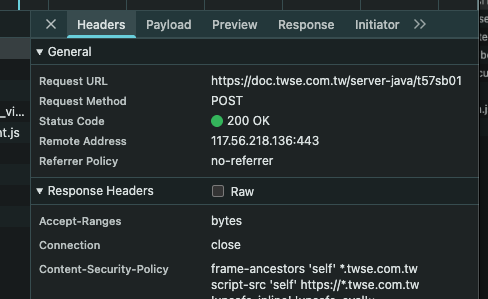 Headers
Payload
Preview
Response
Initiator
General
Request URL
https://doc.twse.com.tw/server-java/t57sb01
Request Method
POST
Status Code
200 OK
Remote Address
117.56.218.136:443
Referrer Policy
no-referrer
_vi...
nt.js
Response Headers
Raw
Accept-Ranges
bytes
Connection
close
Content-Security-Policy
frame-ancestors 'self' *.twse.com.tw
script-src 'self' https://*.twse.com.tw